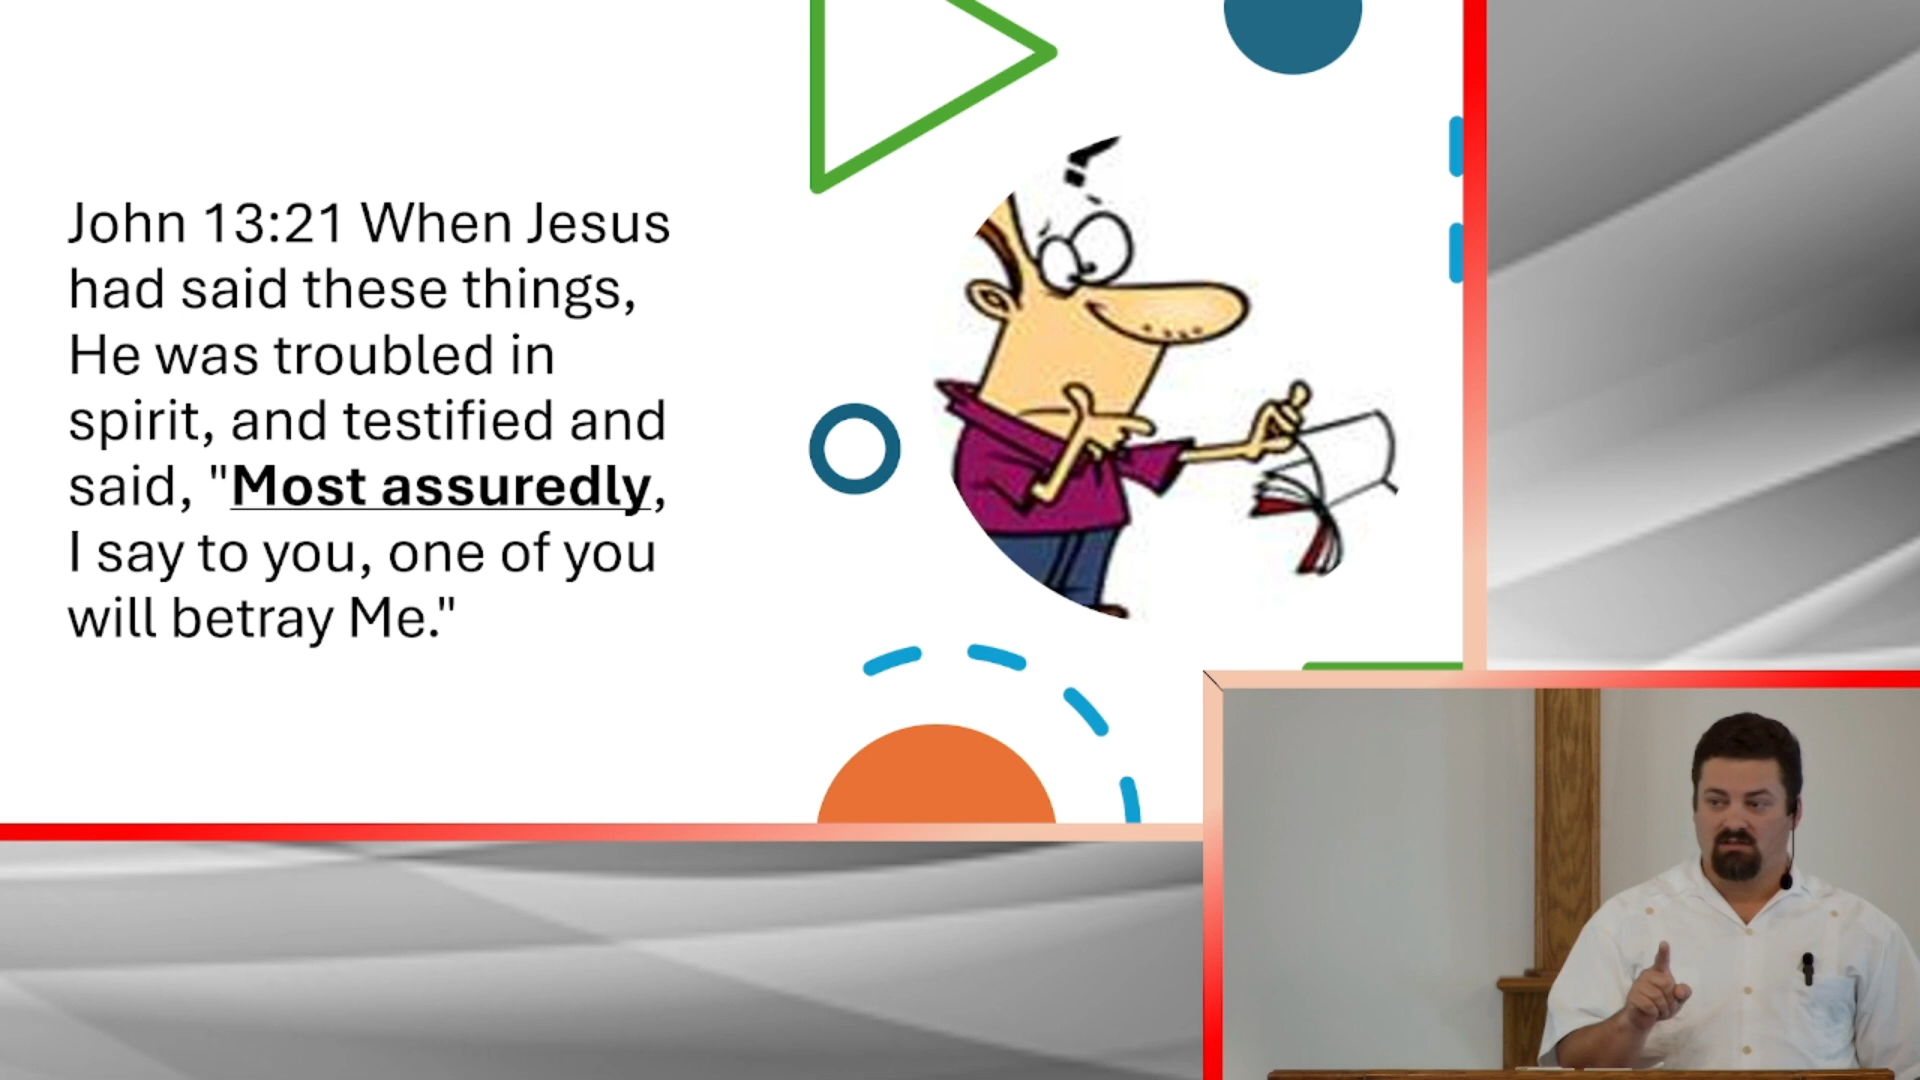 John 13:21 When Jesus
had said these things,
He was troubled in
spirit, and testified and
said, "Most assuredly,
I say to you, one of you
will betray Me."